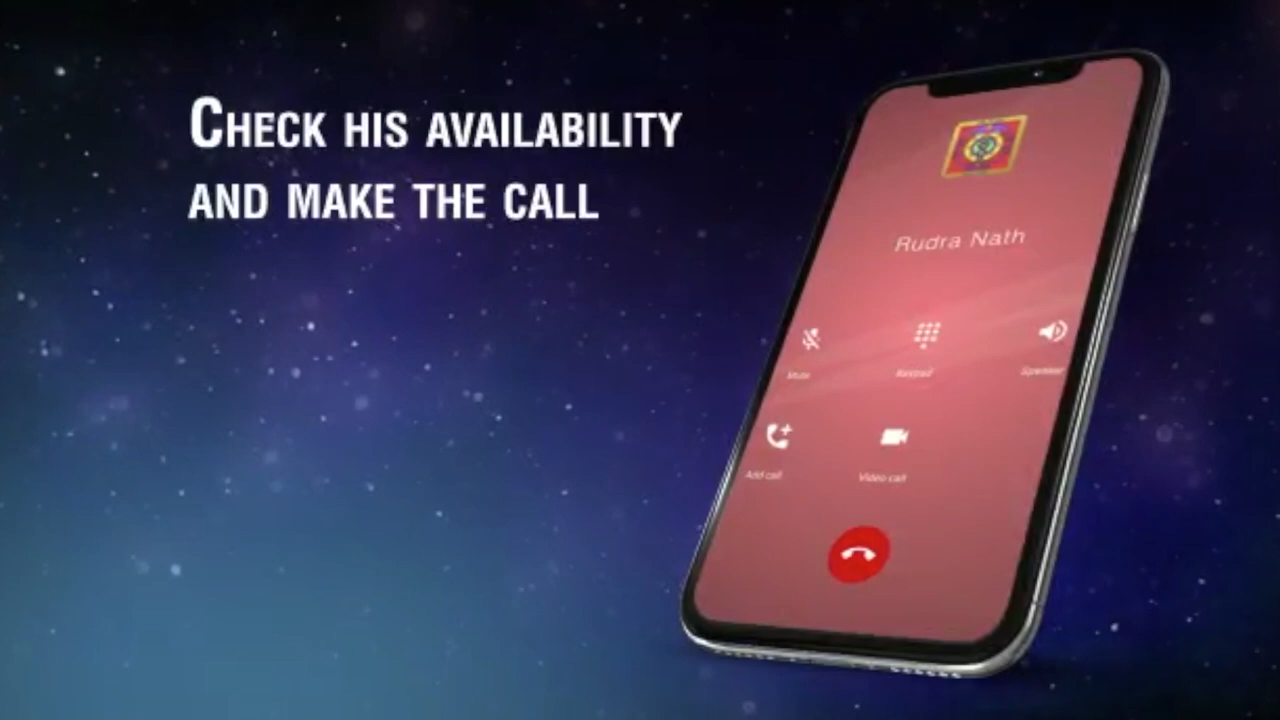 CHECK HIS AVAILABILITY
AND MAKE THE CALL
Rudra Nath
Mute
Keypad
Speaker
Add call
Video call